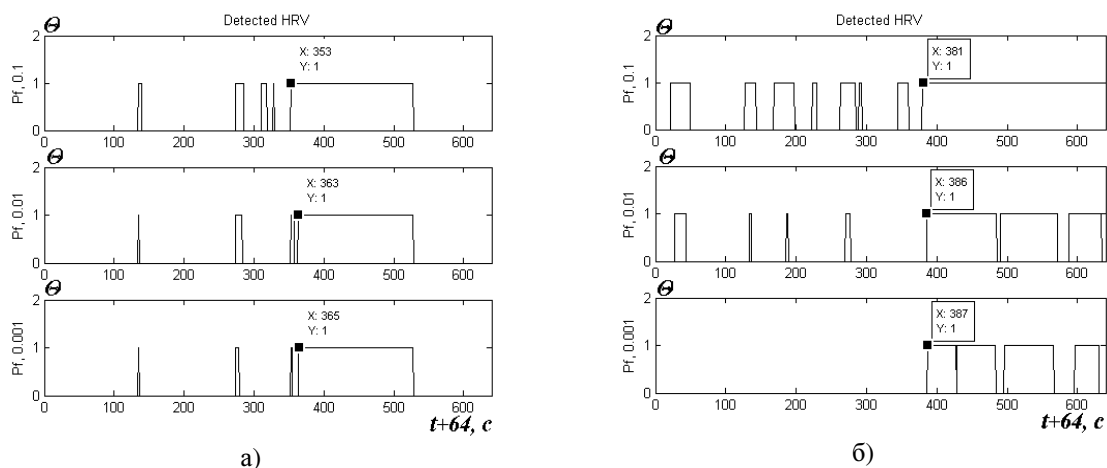 Θ Detected HRV
Pf, 0.1
2
1
0
X: 353
Y: 1
0 100 200 300 400 500 600
Θ
Pf, 0.01
2
1
0
X: 363
Y: 1
0 100 200 300 400 500 600
Θ
Pf, 0.001
2
1
0
X: 365
Y: 1
0 100 200 300 400 500 600
t+64, c
а)
Θ Detected HRV
Pf, 0.1
2
1
0
X: 381
Y: 1
0 100 200 300 400 500 600
Θ
Pf, 0.01
2
1
0
X: 386
Y: 1
0 100 200 300 400 500 600
Θ
Pf, 0.001
2
1
0
X: 387
Y: 1
0 100 200 300 400 500 600
t+64, c
б)